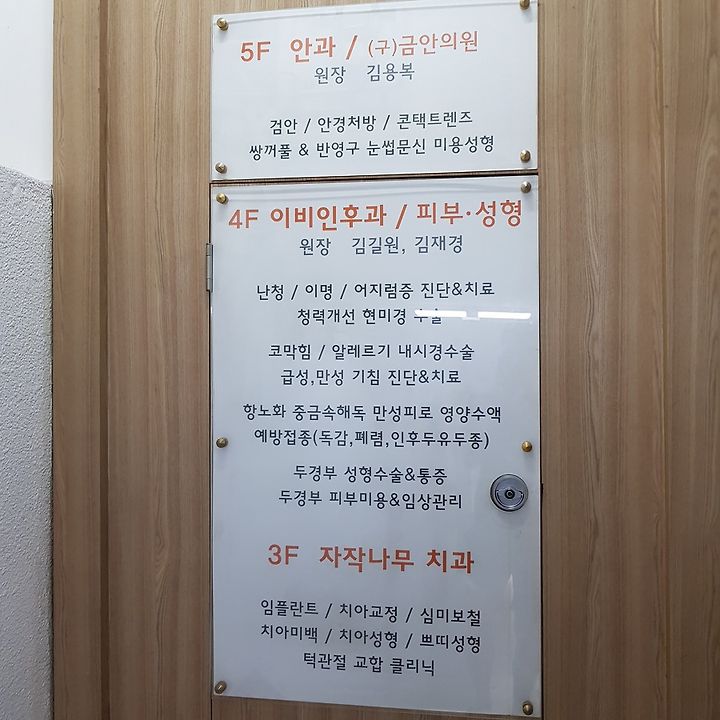 5F 안과 / (구)금안의원
원장 김용복
검안 / 안경처방 / 콘택트렌즈
쌍꺼풀 & 반영구 눈썹문신 미용성형
4F 이비인후과 / 피부·성형
원장 김길원, 김재경
난청 / 이명 / 어지럼증 진단&치료
청력개선 현미경 수술
코막힘 / 알레르기 내시경수술
급성,만성 기침 진단&치료
항노화 중금속해독 만성피로 영양수액
예방접종(독감,폐렴,인후두유두종)
두경부 성형수술&통증
두경부 피부미용&임상관리
3F 자작나무 치과
임플란트 / 치아교정 / 심미보철
치아미백 / 치아성형 / 쁘띠성형
턱관절 교합 클리닉